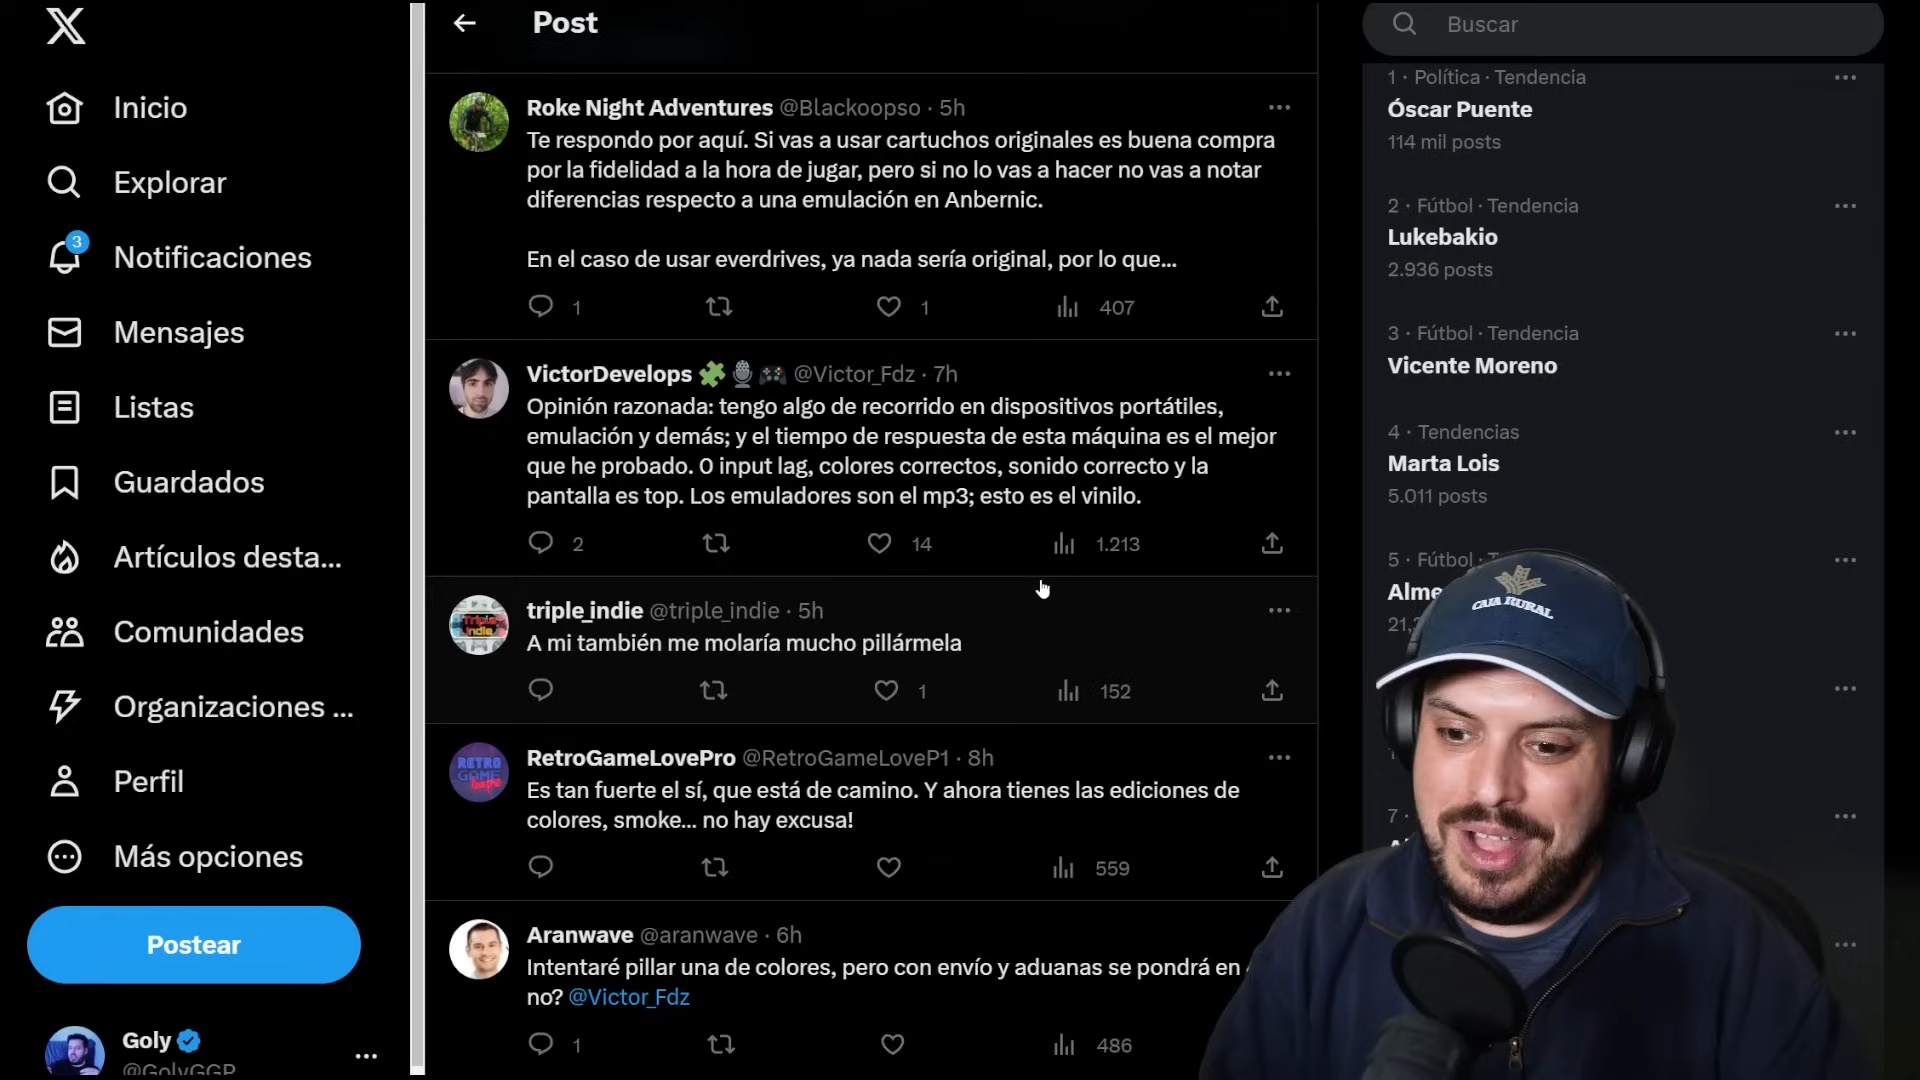 Inicio
Explorar
3
Notificaciones
Mensajes
Listas
Guardados
Artículos desta...
Comunidades
Organizaciones ...
Perfil
Más opciones
Postear
Goly
@GolyGGP
Post
Roke Night Adventures @Blackoopso · 5h
Te respondo por aquí. Si vas a usar cartuchos originales es buena compra
por la fidelidad a la hora de jugar, pero si no lo vas a hacer no vas a notar
diferencias respecto a una emulación en Anbernic.
En el caso de usar everdrives, ya nada sería original, por lo que...
1 1 407
VictorDevelops @Victor_Fdz · 7h
Opinión razonada: tengo algo de recorrido en dispositivos portátiles,
emulación y demás; y el tiempo de respuesta de esta máquina es el mejor
que he probado. 0 input lag, colores correctos, sonido correcto y la
pantalla es top. Los emuladores son el mp3; esto es el vinilo.
2 14 1.213
triple_indie @triple_indie · 5h
A mi también me molaría mucho pillármela
1 152
RETRO
GAME
RetroGameLovePro @RetroGameLoveP1 · 8h
Es tan fuerte el sí, que está de camino. Y ahora tienes las ediciones de
colores, smoke... no hay excusa!
559
Aranwave @aranwave · 6h
Intentaré pillar una de colores, pero con envío y aduanas se pondrá en
no? @Victor_Fdz
1 486
Buscar
1 · Política · Tendencia
Óscar Puente
114 mil posts
2 · Fútbol · Tendencia
Lukebakio
2.936 posts
3 · Fútbol · Tendencia
Vicente Moreno
4 · Tendencias
Marta Lois
5.011 posts
5 · Fútbol ·
Alme
21,
7 ·
CAJA RURAL